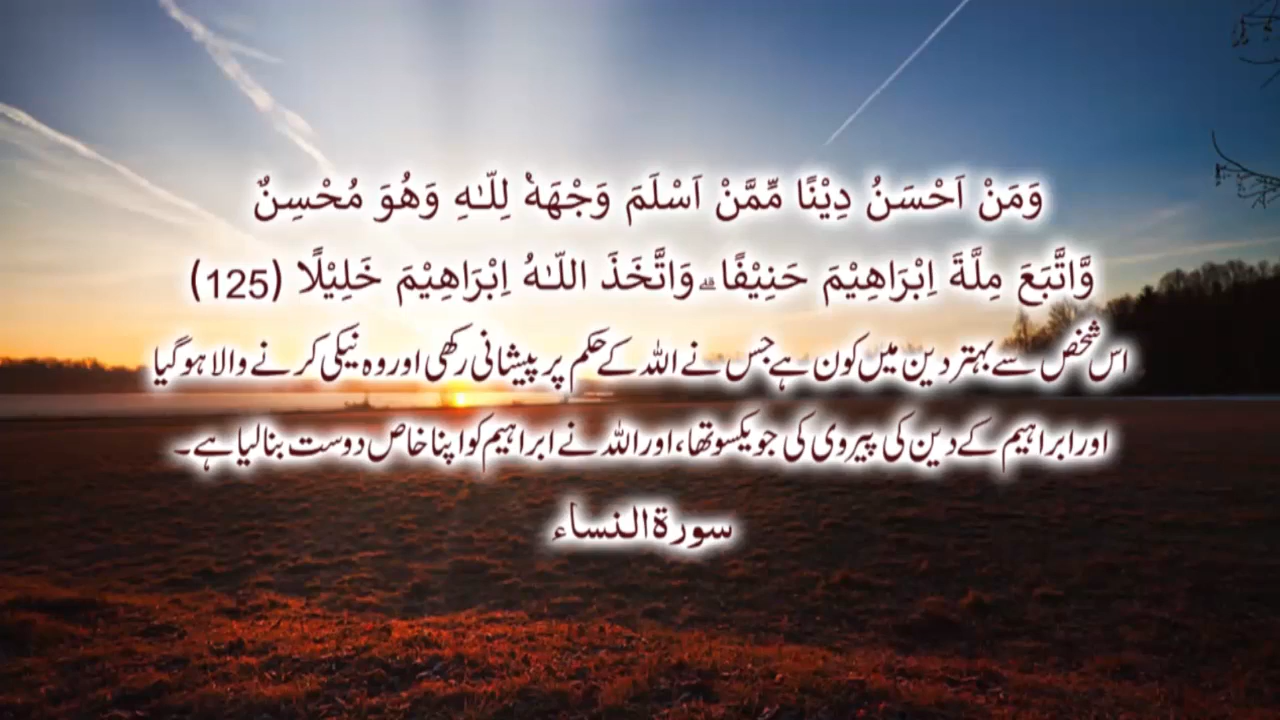 وَمَنْ اَحْسَنُ دِيْنًا مِّمَّنْ اَسْلَمَ وَجْهَهٗ لِلّـٰهِ وَهُوَ مُحْسِنٌ
وَّاتَّبَعَ مِلَّةَ اِبْرَاهِيْمَ حَنِيْفًا ۗ وَاتَّخَذَ اللّـٰهُ اِبْرَاهِيْمَ خَلِيْلًا (125)
اس شخص سے بہتر دین میں کون ہے جس نے اللہ کے حکم پر پیشانی رکھی اور وہ نیکی کرنے والا ہو گیا
اور ابراہیم کے دین کی پیروی کی جو یکسو تھا، اور اللہ نے ابراہیم کو اپنا خاص دوست بنا لیا ہے۔
سورۃ النساء